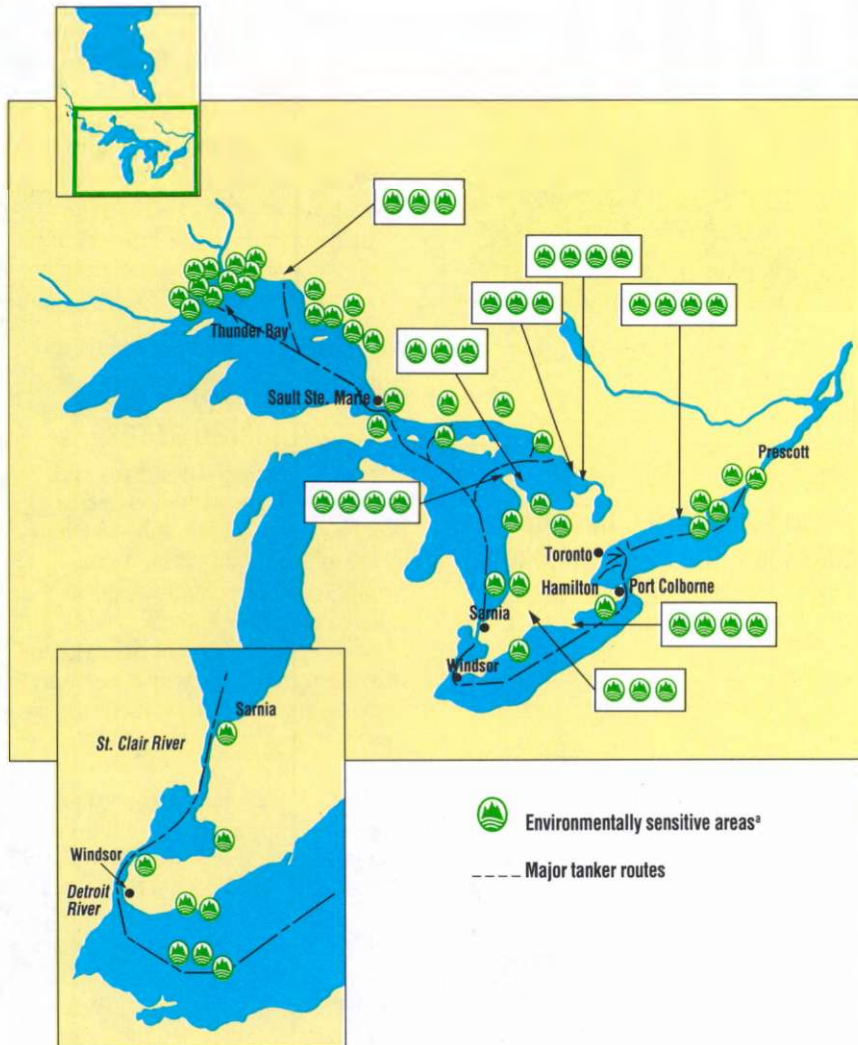 Thunder Bay
Sault Ste. Marie
Prescott
Toronto
Hamilton
Port Colborne
Sarnia
Windsor
Sarnia
St. Clair River
Windsor
Detroit
River
Environmentally sensitive areasᵃ
Major tanker routes